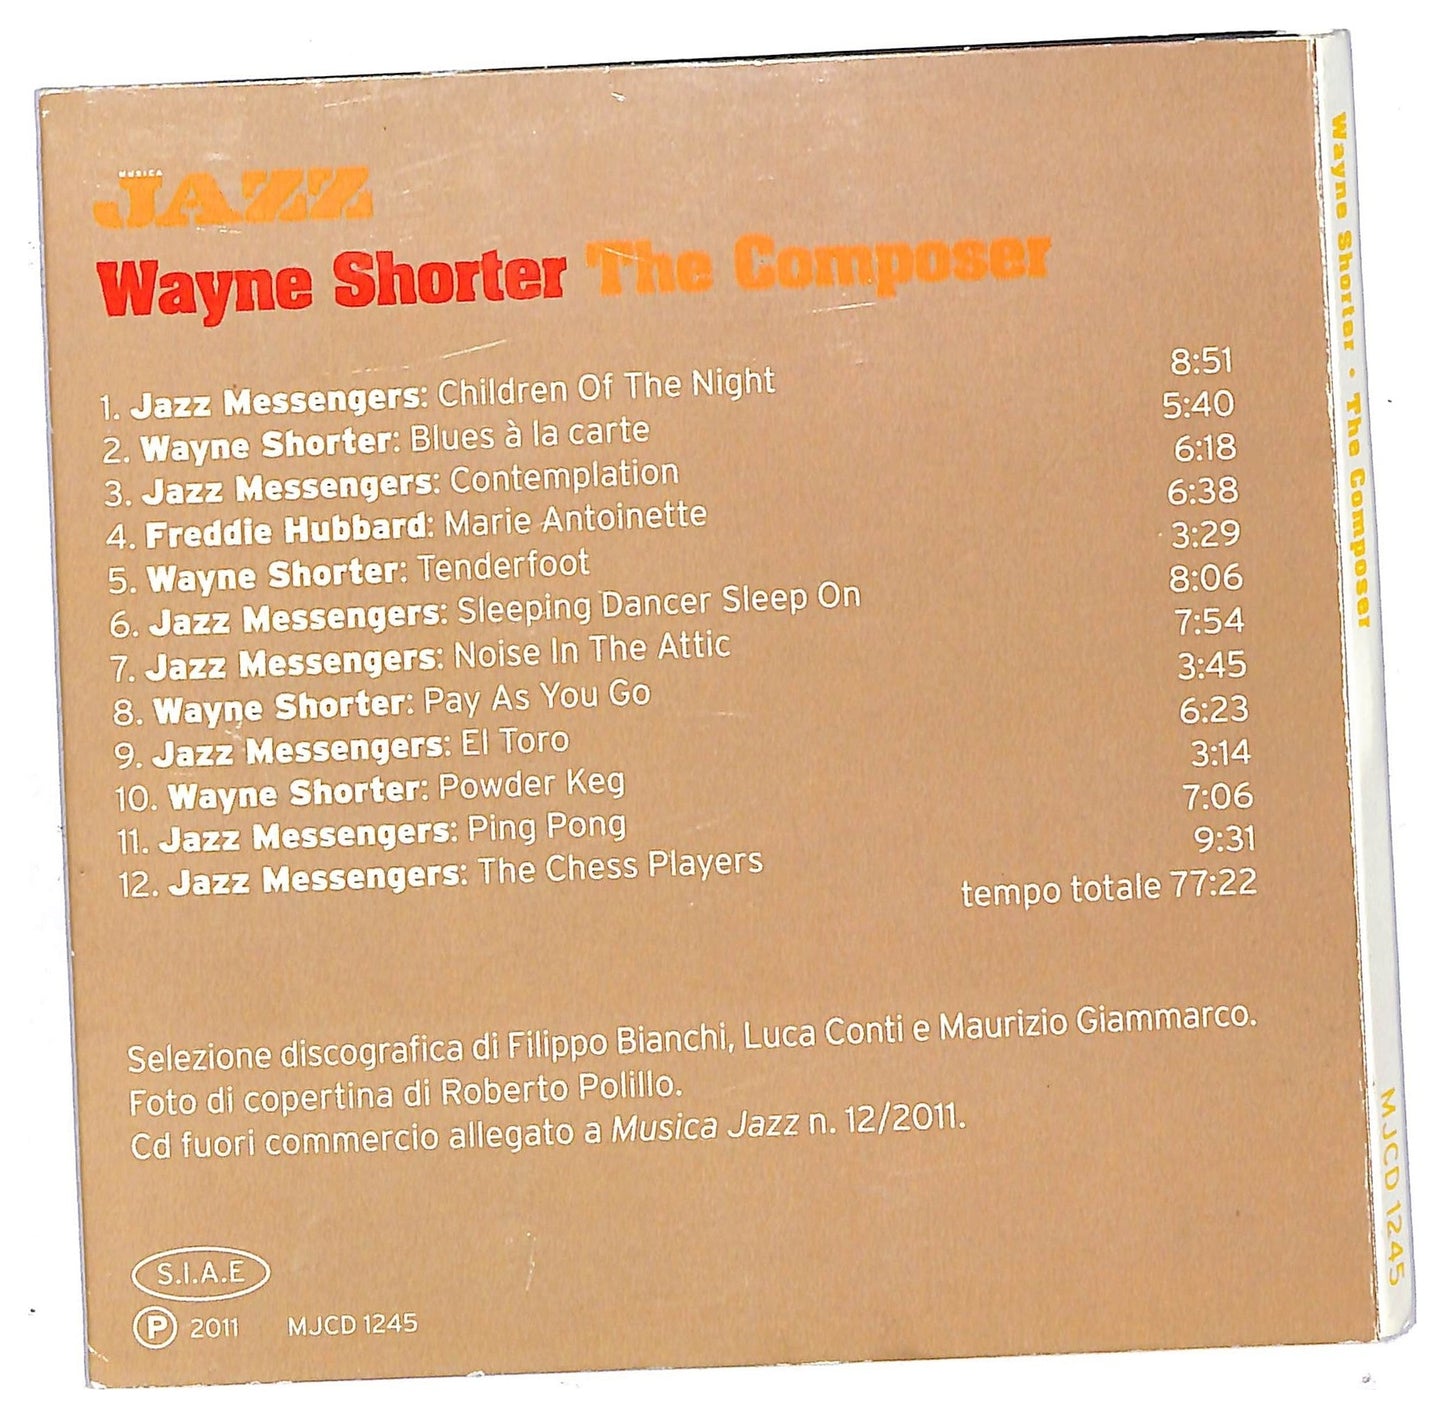 MUSICA
JAZZ
Wayne Shorter The Composer
1. Jazz Messengers: Children Of The Night 8:51
2. Wayne Shorter: Blues à la carte 5:40
3. Jazz Messengers: Contemplation 6:18
4. Freddie Hubbard: Marie Antoinette 6:38
5. Wayne Shorter: Tenderfoot 3:29
6. Jazz Messengers: Sleeping Dancer Sleep On 8:06
7. Jazz Messengers: Noise In The Attic 7:54
8. Wayne Shorter: Pay As You Go 3:45
9. Jazz Messengers: El Toro 6:23
10. Wayne Shorter: Powder Keg 3:14
11. Jazz Messengers: Ping Pong 7:06
12. Jazz Messengers: The Chess Players 9:31
tempo totale 77:22
Selezione discografica di Filippo Bianchi, Luca Conti e Maurizio Giammarco.
Foto di copertina di Roberto Polillo.
Cd fuori commercio allegato a Musica Jazz n. 12/2011.
S.I.A.E
Ⓟ 2011 MJCD 1245
Wayne Shorter • The Composer
MJCD 1245